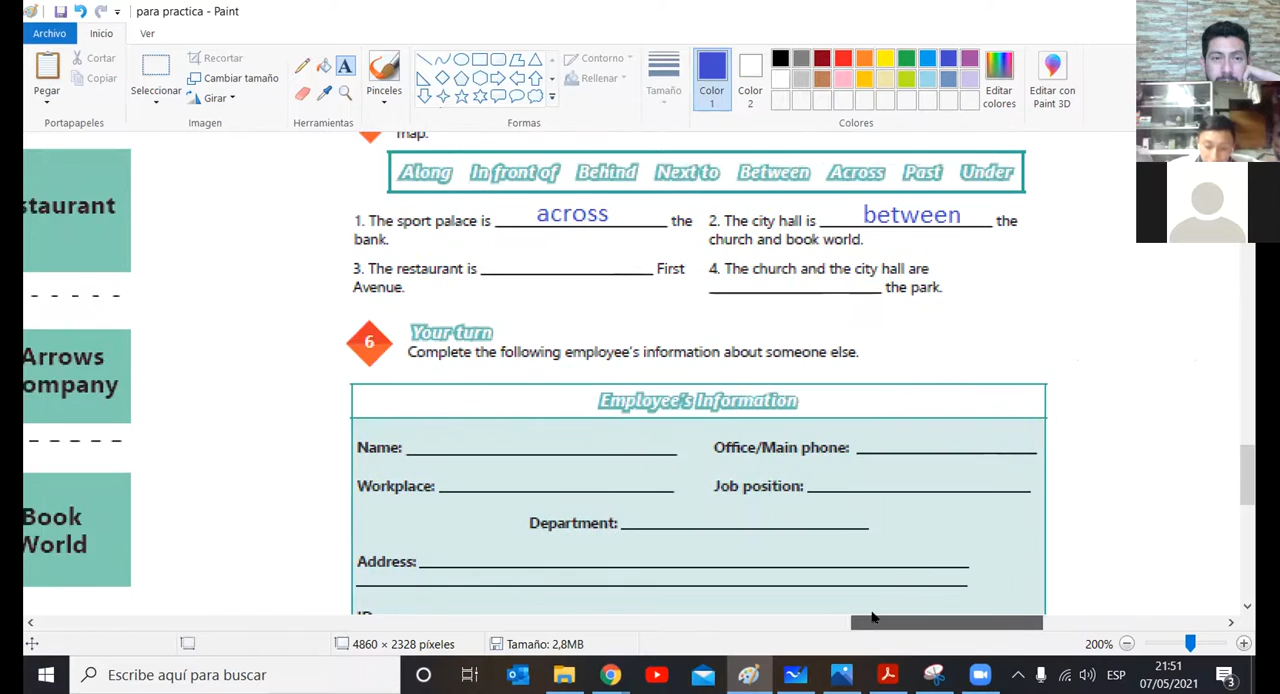 para practica - Paint
Archivo Inicio Ver
Pegar
Cortar
Copiar
Portapapeles
Seleccionar
Recortar
Cambiar tamaño
Girar
Imagen
A
Herramientas
Pinceles
Contorno
Rellenar
Formas
Tamaño
Color
1
Color
2
Editar
colores
Colores
Editar con
Paint 3D
map.
Along In front of Behind Next to Between Across Past Under
1. The sport palace is across the
bank.
2. The city hall is between the
church and book world.
3. The restaurant is ____ First
Avenue.
4. The church and the city hall are
____ the park.
staurant
Arrows
ompany
Book
World
6 Your turn
Complete the following employee's information about someone else.
Employee's Information
Name:
Office/Main phone:
Workplace:
Job position:
Department:
Address:
ID
4860 × 2328 píxeles
Tamaño: 2,8MB
200%
Escribe aquí para buscar
ESP
21:51
07/05/2021
3